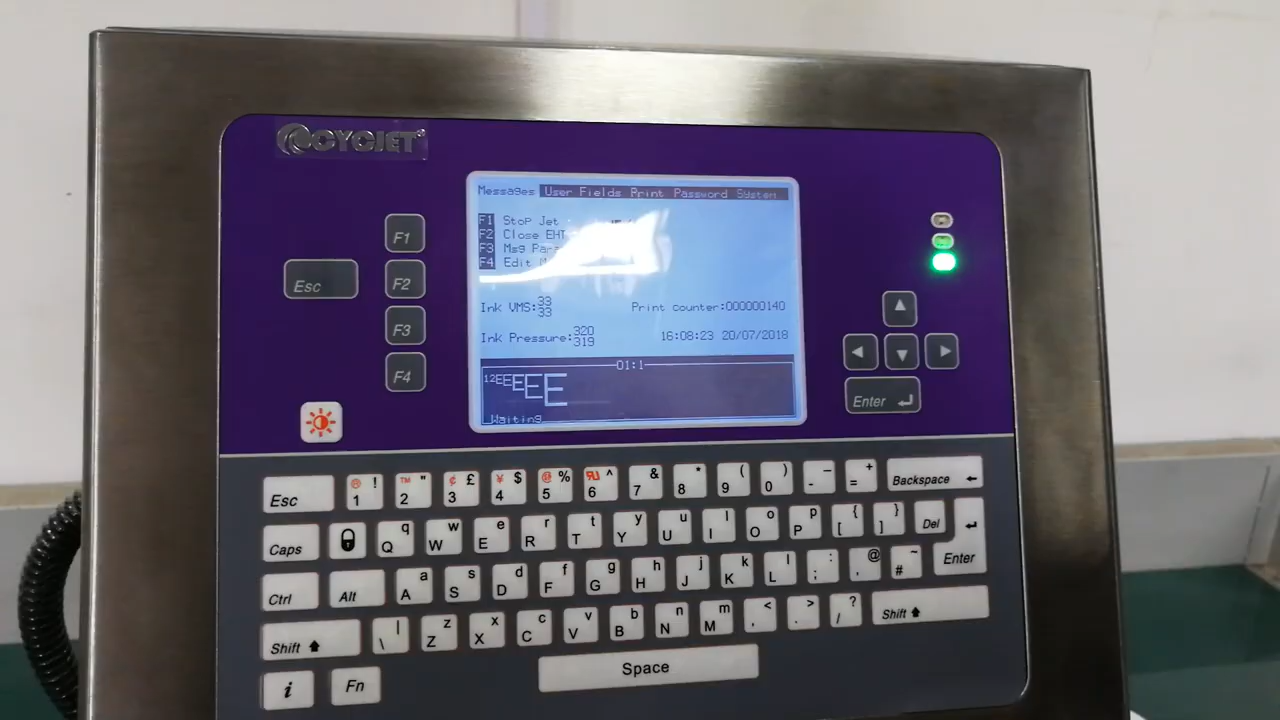 CYCJET
Messages User Fields Print Password System
F1 Stop Jet
F2 Close EHT
F3 Msg
F4 Edit
Ink VMS:33
33
Print counter:000000140
Ink Pressure:320
319
16:08:23 20/07/2018
01:1
12EEEEE
Waiting
Esc
F1
F2
F3
F4
Enter
Esc ! 1 ™ " 2 ¢ £ 3 ¥ $ 4 % 5 ^ 6 & 7 * 8 ( 9 ) 0 - + = Backspace
Caps q Q w W e E r R t T y Y u U I o O p P { [ } ] Del
Ctrl Alt a A s S d D f F g G h H j J k K L : ; @ ~ # Enter
Shift | \ z Z x X c C v V b B n N m M < , > . ? / Shift
i Fn Space